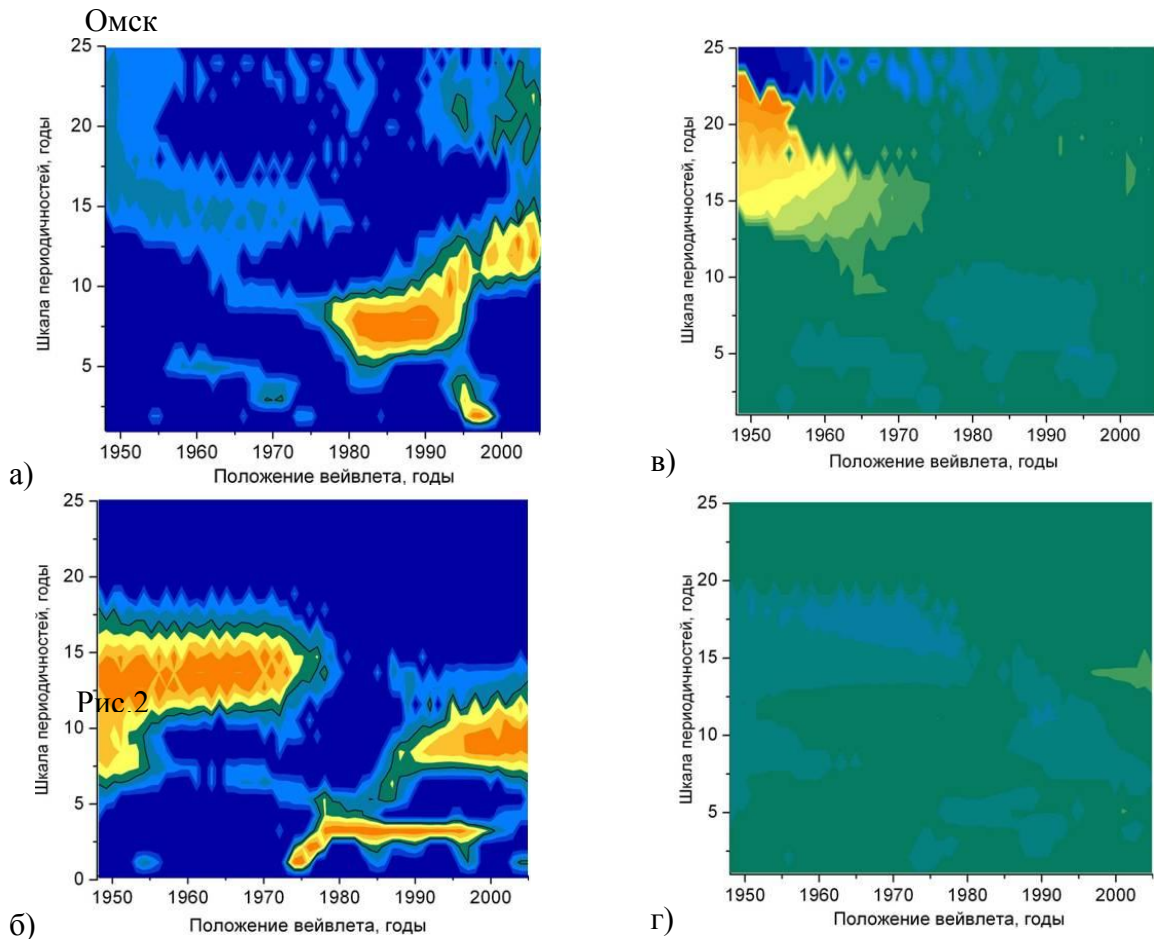 Омск
25
20
15
10
5
Шкала периодичностей, годы
1950 1960 1970 1980 1990 2000
Положение вейвлета, годы
а)
25
20
15
10
5
Шкала периодичностей, годы
1950 1960 1970 1980 1990 2000
Положение вейвлета, годы
в)
25
20
15
10
5
0
Шкала периодичностей, годы
Рис.2
1950 1960 1970 1980 1990 2000
Положение вейвлета, годы
б)
25
20
15
10
5
Шкала периодичностей, годы
1950 1960 1970 1980 1990 2000
Положение вейвлета, годы
г)